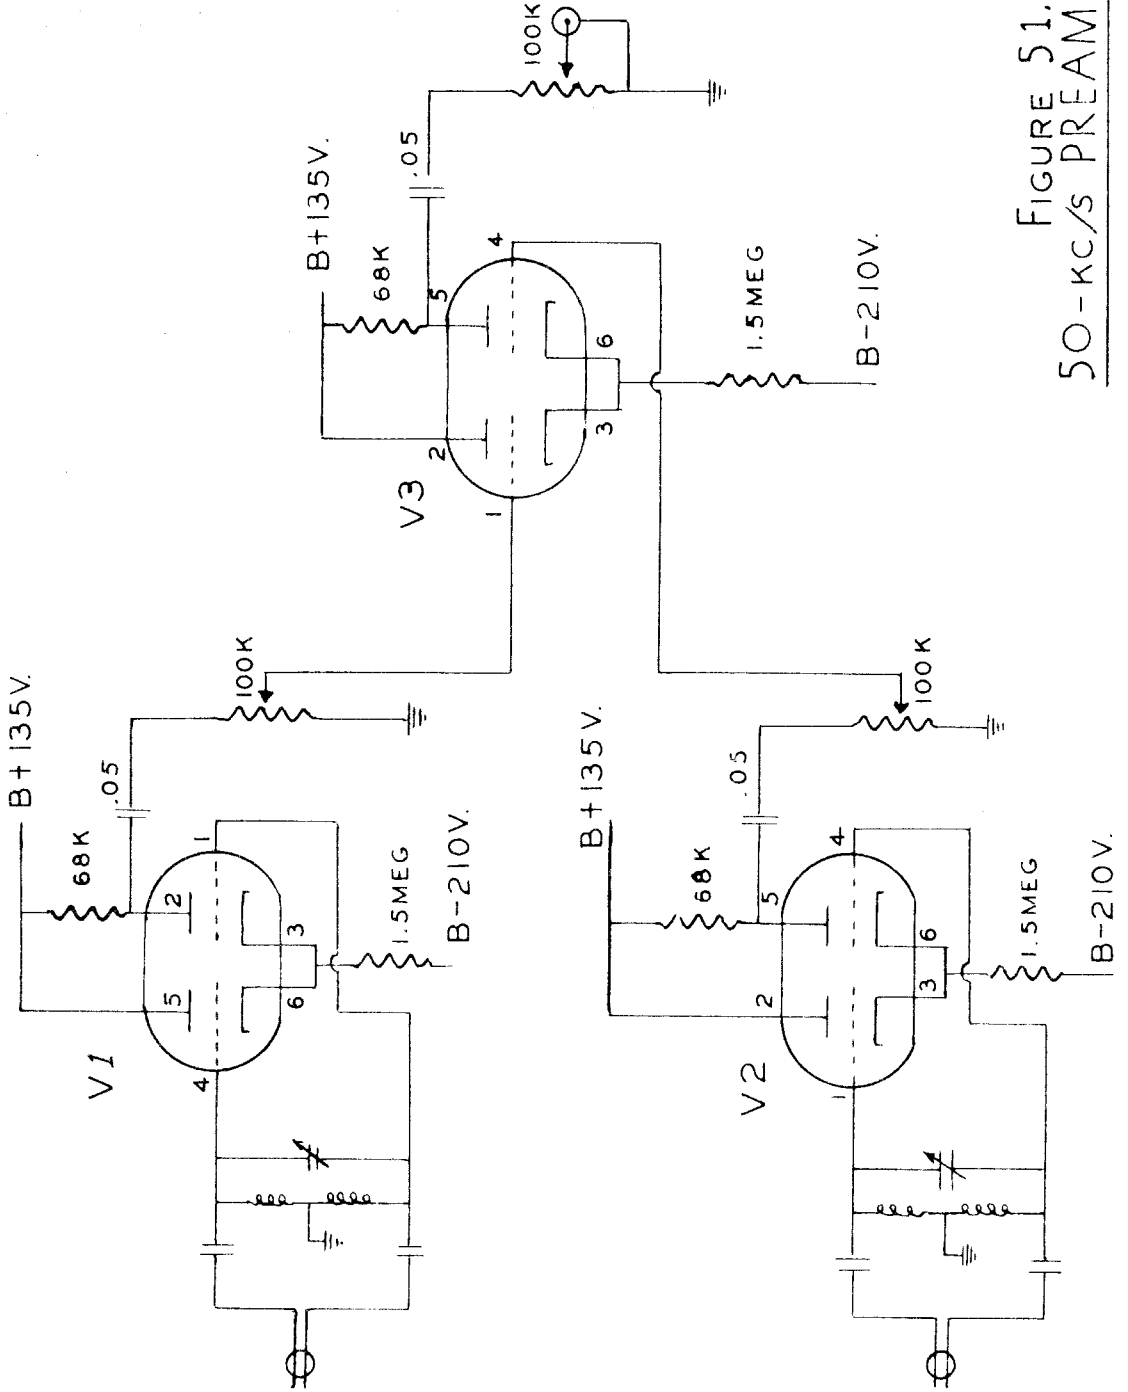 B+135V.
68K
.05
100K
V1
5
2
4
1
6
3
1.5MEG
B-210V.
B+135V.
68K
.05
100K
V3
2
5
1
4
3
6
1.5MEG
B-210V.
B+135V.
68K
.05
100K
V2
2
5
1
4
3
6
1.5MEG
B-210V.
FIGURE 51.
50-KC/S PREAM